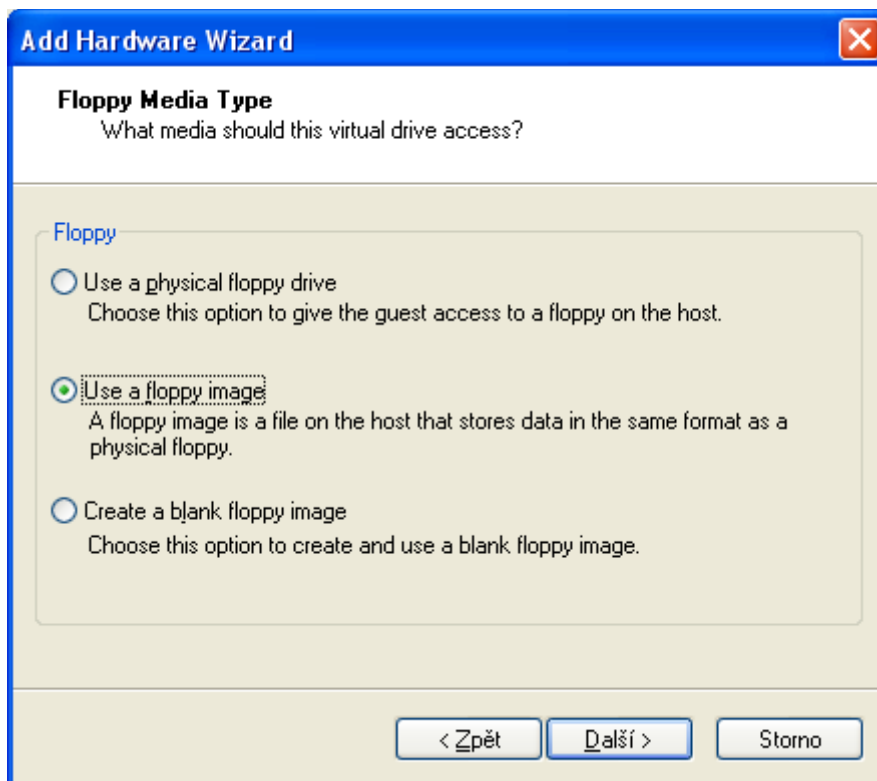 Add Hardware Wizard
Floppy Media Type
What media should this virtual drive access?
Floppy
Use a physical floppy drive
Choose this option to give the guest access to a floppy on the host.
Use a floppy image
A floppy image is a file on the host that stores data in the same format as a
physical floppy.
Create a blank floppy image
Choose this option to create and use a blank floppy image.
< Zpět
Další >
Storno